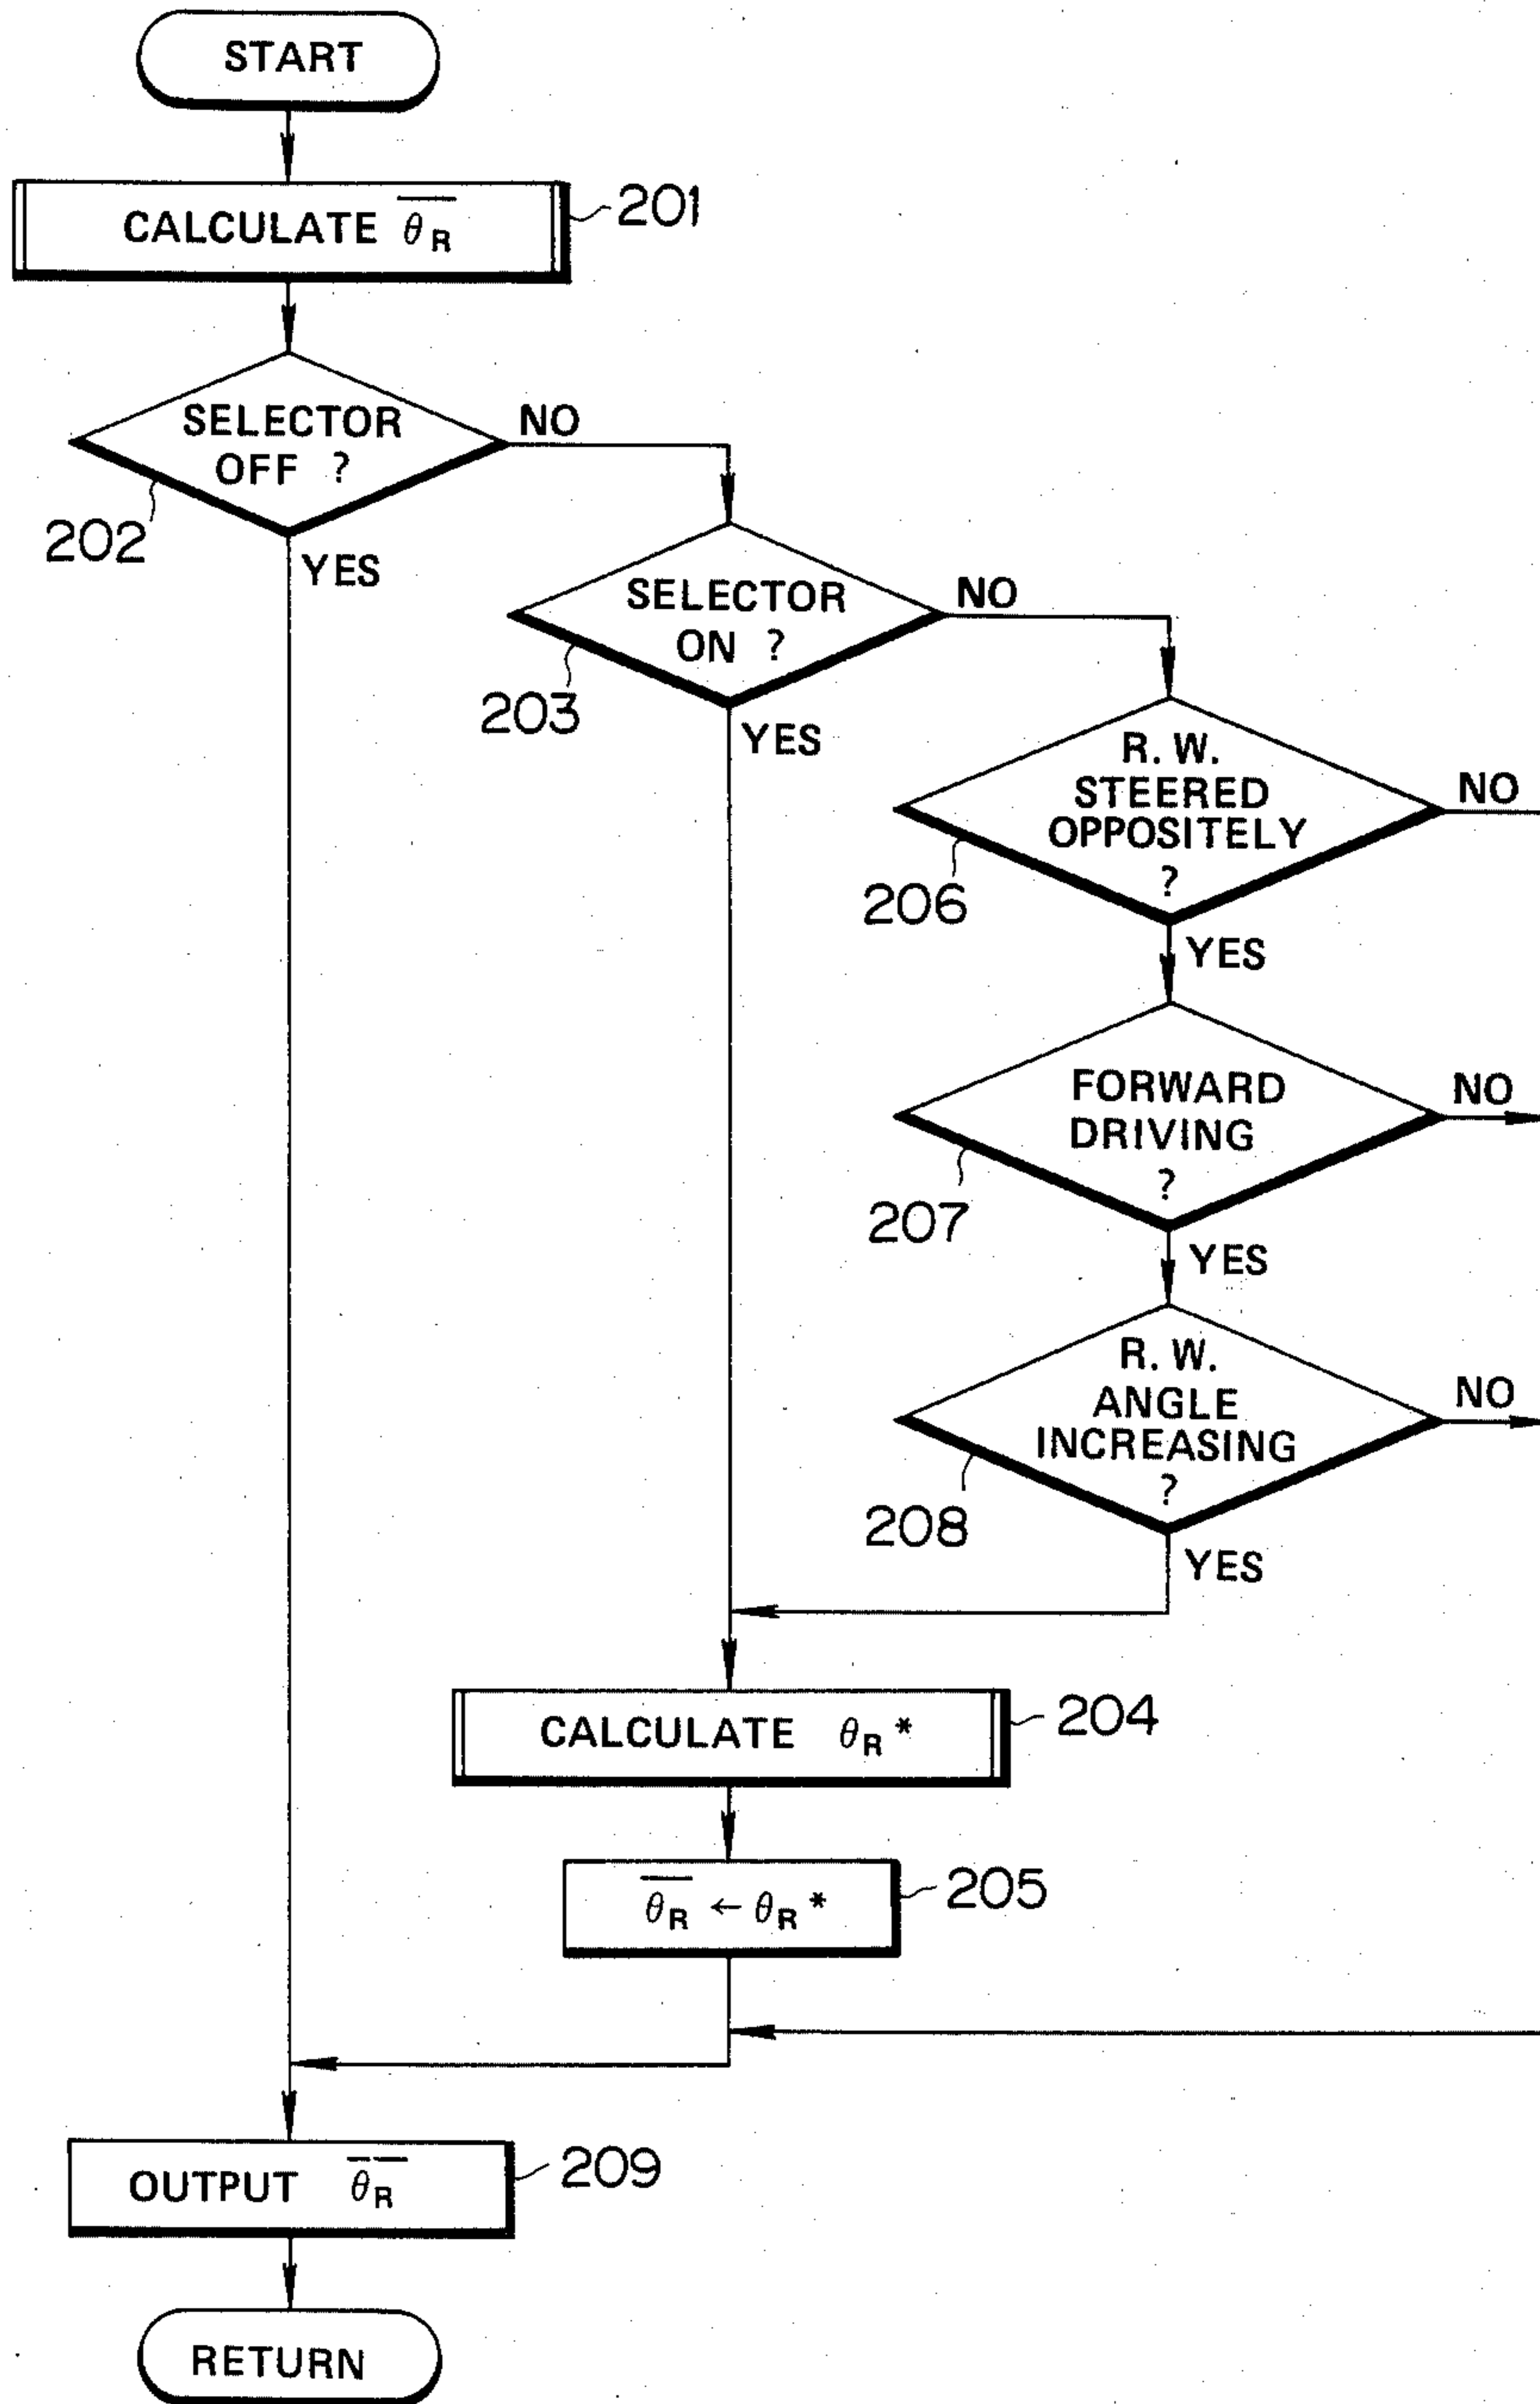 START
CALCULATE θ̅R̅
201
SELECTOR
OFF ?
NO
202
YES
SELECTOR
ON ?
NO
203
YES
R. W.
STEERED
OPPOSITELY
?
NO
206
YES
FORWARD
DRIVING
?
NO
207
YES
R. W.
ANGLE
INCREASING
?
NO
208
YES
CALCULATE θR*
204
θ̅R̅ ← θR*
205
OUTPUT θ̅R̅
209
RETURN